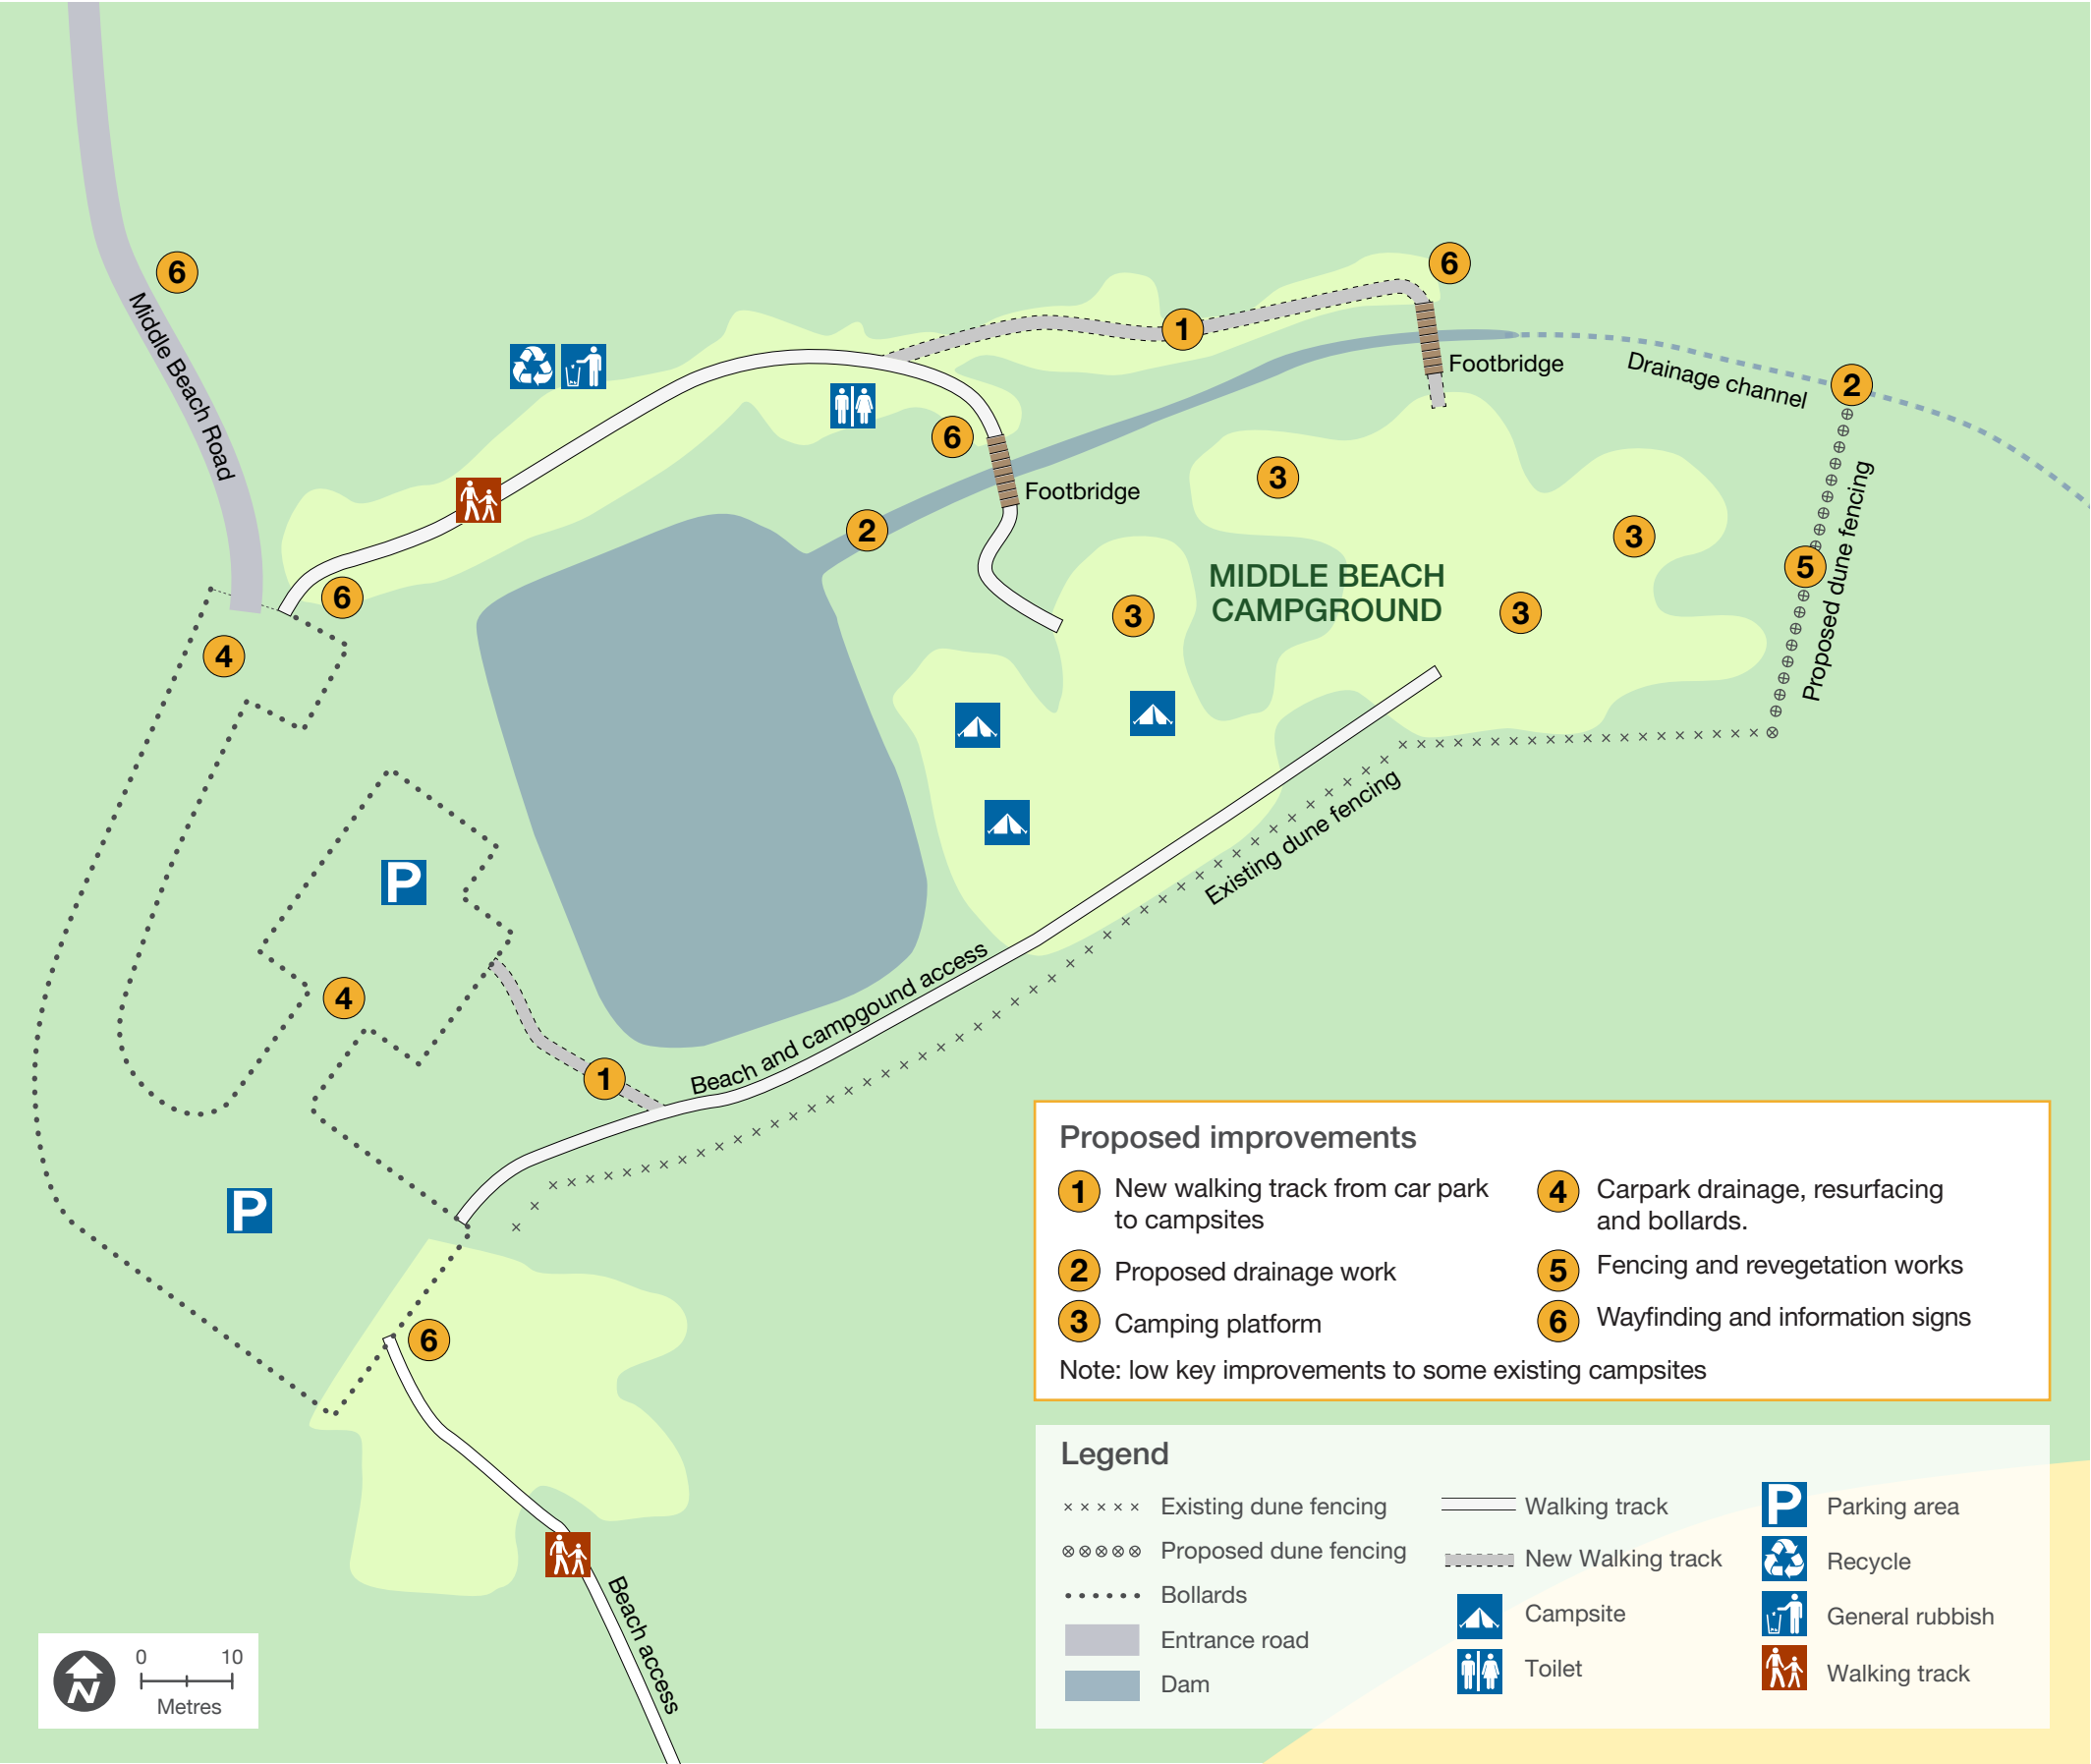 6
6
Middle Beach Road
1
Footbridge
Drainage channel
2
6
3
Footbridge
2
3
5
Proposed dune fencing
MIDDLE BEACH
CAMPGROUND
6
3
3
4
Existing dune fencing
P
Beach and campgound access
4
1
P
6
Beach access
Proposed improvements
1 New walking track from car park
to campsites
2 Proposed drainage work
3 Camping platform
4 Carpark drainage, resurfacing
and bollards.
5 Fencing and revegetation works
6 Wayfinding and information signs
Note: low key improvements to some existing campsites
Legend
Existing dune fencing
Proposed dune fencing
Bollards
Entrance road
Dam
Walking track
New Walking track
Campsite
Toilet
P Parking area
Recycle
General rubbish
Walking track
N
0 10
Metres